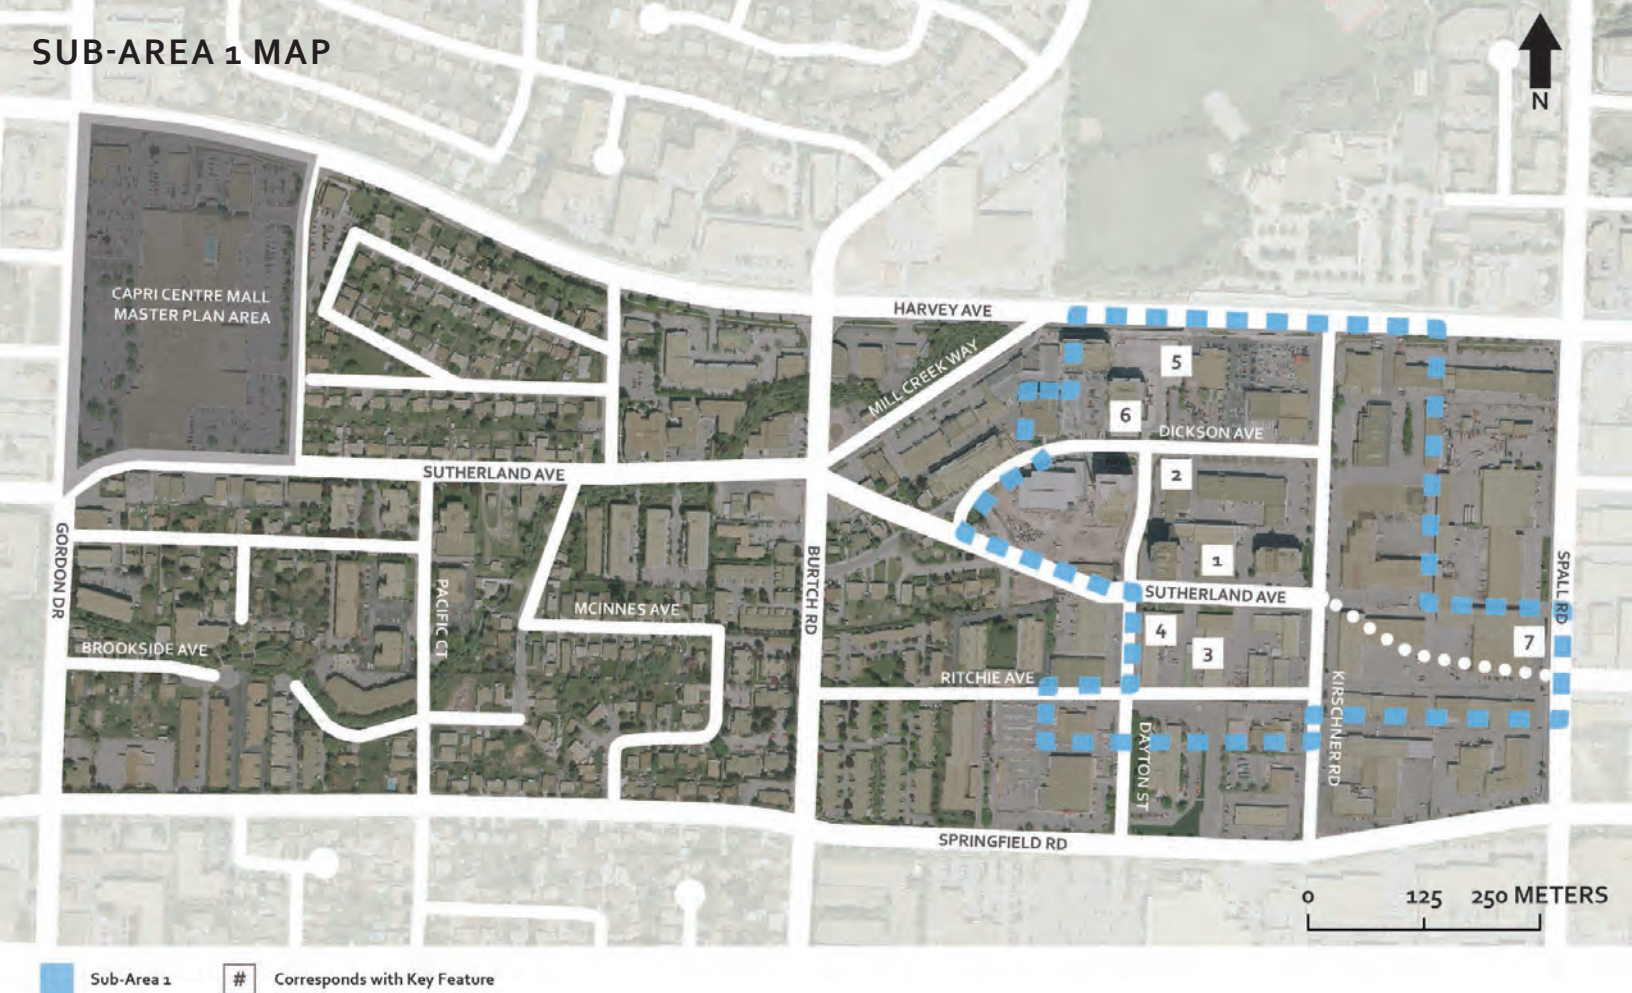 SUB-AREA 1 MAP
N
CAPRI CENTRE MALL
MASTER PLAN AREA
HARVEY AVE
MILL CREEK WAY
5
6
DICKSON AVE
SUTHERLAND AVE
2
GORDON DR
BURTCH RD
SPALL RD
1
PACIFIC CT
SUTHERLAND AVE
MCINNES AVE
4
7
BROOKSIDE AVE
3
RITCHIE AVE
KIRSCHNER RD
DAYTON ST
SPRINGFIELD RD
0 125 250 METERS
Sub-Area 1
# Corresponds with Key Feature